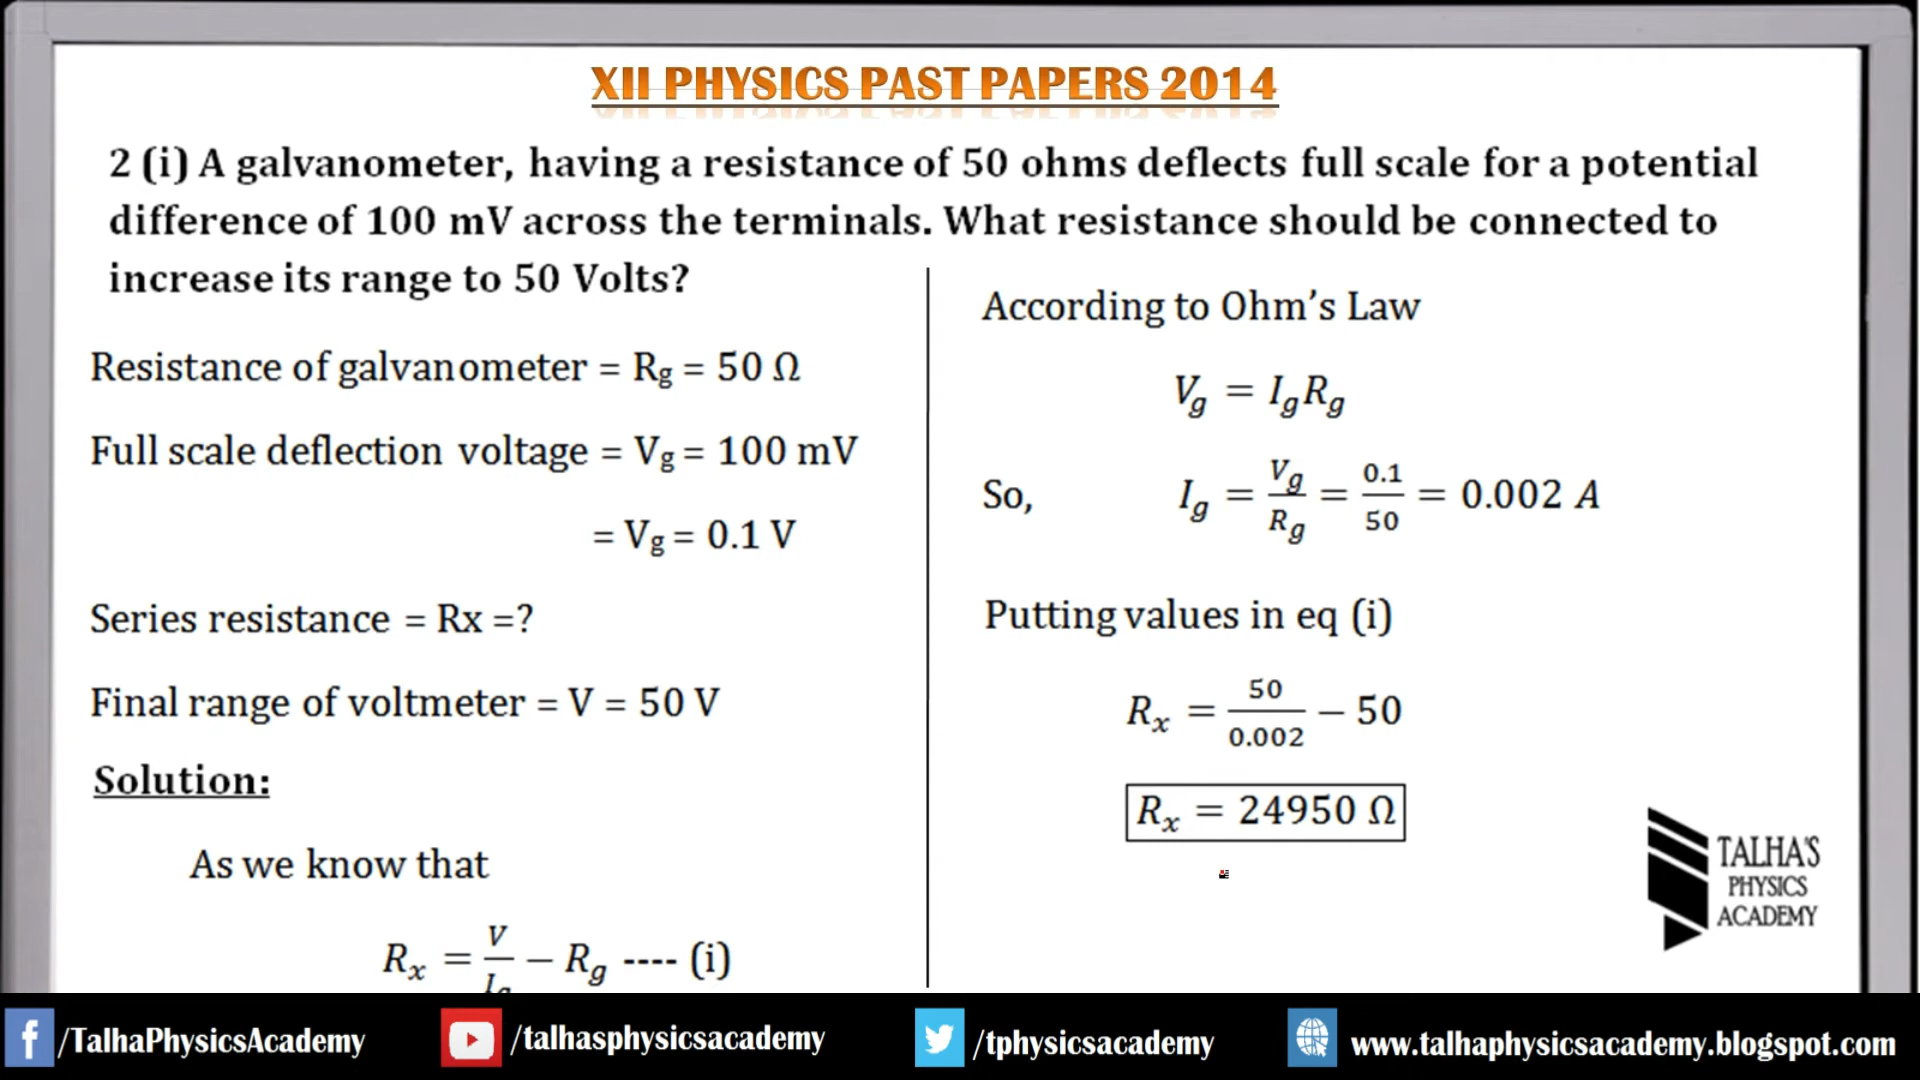 XII PHYSICS PAST PAPERS 2014
2 (i) A galvanometer, having a resistance of 50 ohms deflects full scale for a potential
difference of 100 mV across the terminals. What resistance should be connected to
increase its range to 50 Volts?
Resistance of galvanometer = Rg = 50 Ω
Full scale deflection voltage = Vg = 100 mV
= Vg = 0.1 V
Series resistance = Rx =?
Final range of voltmeter = V = 50 V
Solution:
As we know that
Rx = V/Ig − Rg ---- (i)
According to Ohm’s Law
Vg = IgRg
So, Ig = Vg/Rg = 0.1/50 = 0.002 A
Putting values in eq (i)
Rx = 50/0.002 − 50
Rx = 24950 Ω
TALHA'S
PHYSICS
ACADEMY
/TalhaPhysicsAcademy
/talhasphysicsacademy
/tphysicsacademy
www.talhaphysicsacademy.blogspot.com